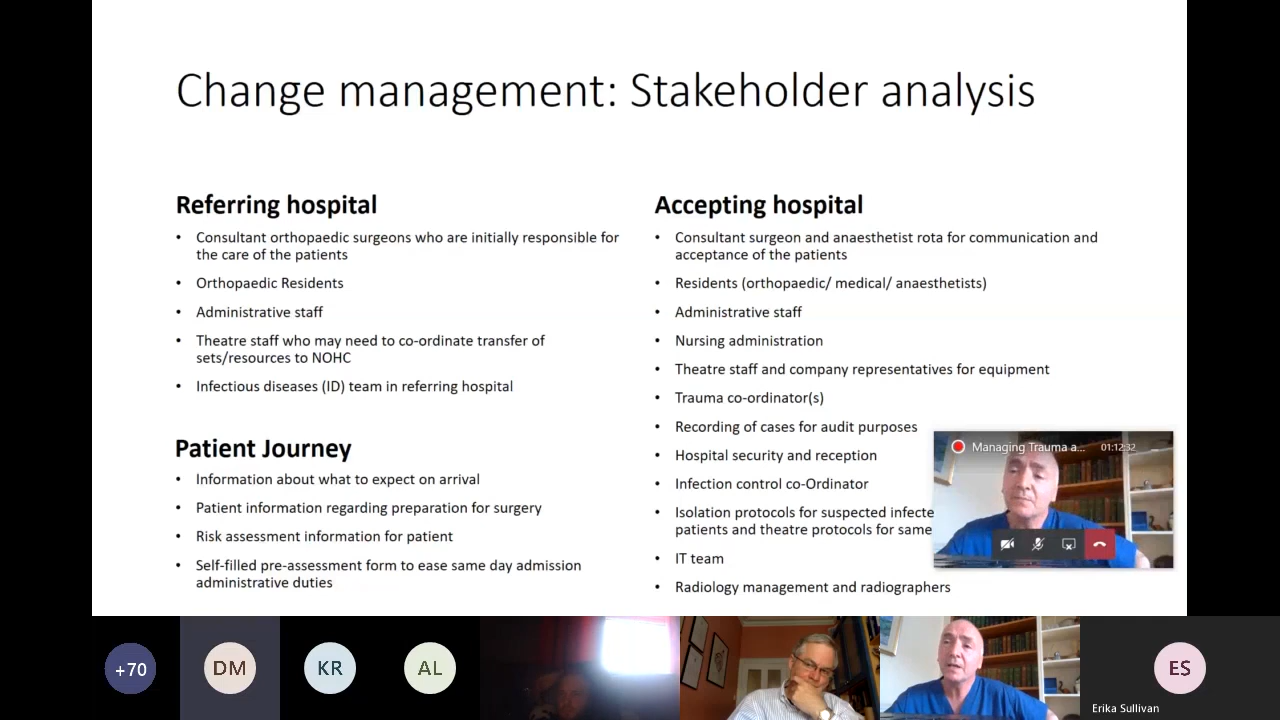 Change management: Stakeholder analysis
Referring hospital
• Consultant orthopaedic surgeons who are initially responsible for
the care of the patients
• Orthopaedic Residents
• Administrative staff
• Theatre staff who may need to co-ordinate transfer of
sets/resources to NOHC
• Infectious diseases (ID) team in referring hospital
Patient Journey
• Information about what to expect on arrival
• Patient information regarding preparation for surgery
• Risk assessment information for patient
• Self-filled pre-assessment form to ease same day admission
administrative duties
Accepting hospital
• Consultant surgeon and anaesthetist rota for communication and
acceptance of the patients
• Residents (orthopaedic/ medical/ anaesthetists)
• Administrative staff
• Nursing administration
• Theatre staff and company representatives for equipment
• Trauma co-ordinator(s)
• Recording of cases for audit purposes
• Hospital security and reception
• Infection control co-Ordinator
• Isolation protocols for suspected infecte
patients and theatre protocols for same
• IT team
• Radiology management and radiographers
Managing Trauma a... 01:12:32
+70
DM
KR
AL
ES
Erika Sullivan